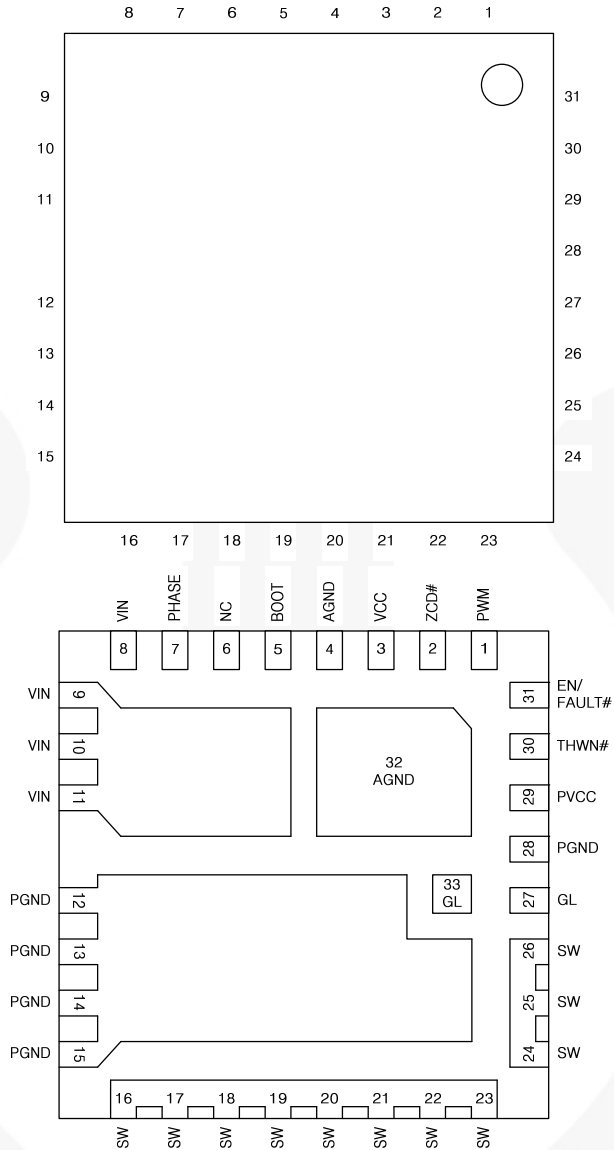 8 7 6 5 4 3 2 1
9 31
10 30
11 29
28
12 27
13 26
14 25
15 24
16 17 18 19 20 21 22 23
VIN PHASE NC BOOT AGND VCC ZCD# PWM
8 7 6 5 4 3 2 1
VIN 9 31 EN/
FAULT#
VIN 10 30 THWN#
32
AGND
VIN 11 29 PVCC
28 PGND
33
GL
PGND 12 27 GL
PGND 13 26 SW
PGND 14 25 SW
PGND 15 24 SW
16 17 18 19 20 21 22 23
SW SW SW SW SW SW SW SW